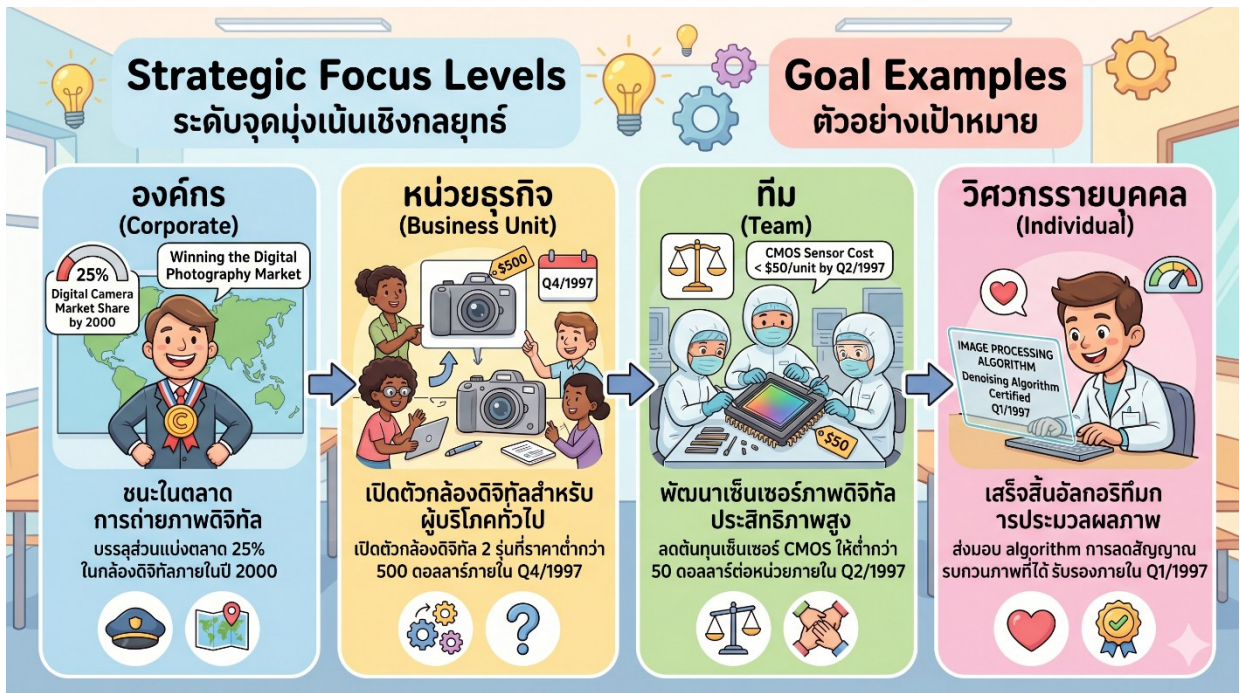 Strategic Focus Levels
ระดับจุดมุ่งเน้นเชิงกลยุทธ์
Goal Examples
ตัวอย่างเป้าหมาย
องค์กร
(Corporate)
25%
Digital Camera
Market Share
by 2000
Winning the Digital
Photography Market
C
ชนะในตลาด
การถ่ายภาพดิจิทัล
บรรลุส่วนแบ่งตลาด 25%
ในกล้องดิจิทัลภายในปี 2000
หน่วยธุรกิจ
(Business Unit)
$500
Q4/1997
เปิดตัวกล้องดิจิทัลสำหรับ
ผู้บริโภคทั่วไป
เปิดตัวกล้องดิจิทัล 2 รุ่นที่ราคาต่ำกว่า
500 ดอลลาร์ภายใน Q4/1997
?
ทีม
(Team)
CMOS Sensor Cost
< $50/unit by Q2/1997
$50
พัฒนาเซ็นเซอร์ภาพดิจิทัล
ประสิทธิภาพสูง
ลดต้นทุนเซ็นเซอร์ CMOS ให้ต่ำกว่า
50 ดอลลาร์ต่อหน่วยภายใน Q2/1997
วิศวกรรายบุคคล
(Individual)
IMAGE PROCESSING
ALGORITHM
Denoising Algorithm
Certified
Q1/1997
เสร็จสิ้นอัลกอริทึมก
ารประมวลผลภาพ
ส่งมอบ algorithm การลดสัญญาณ
รบกวนภาพที่ได้ รับรองภายใน Q1/1997